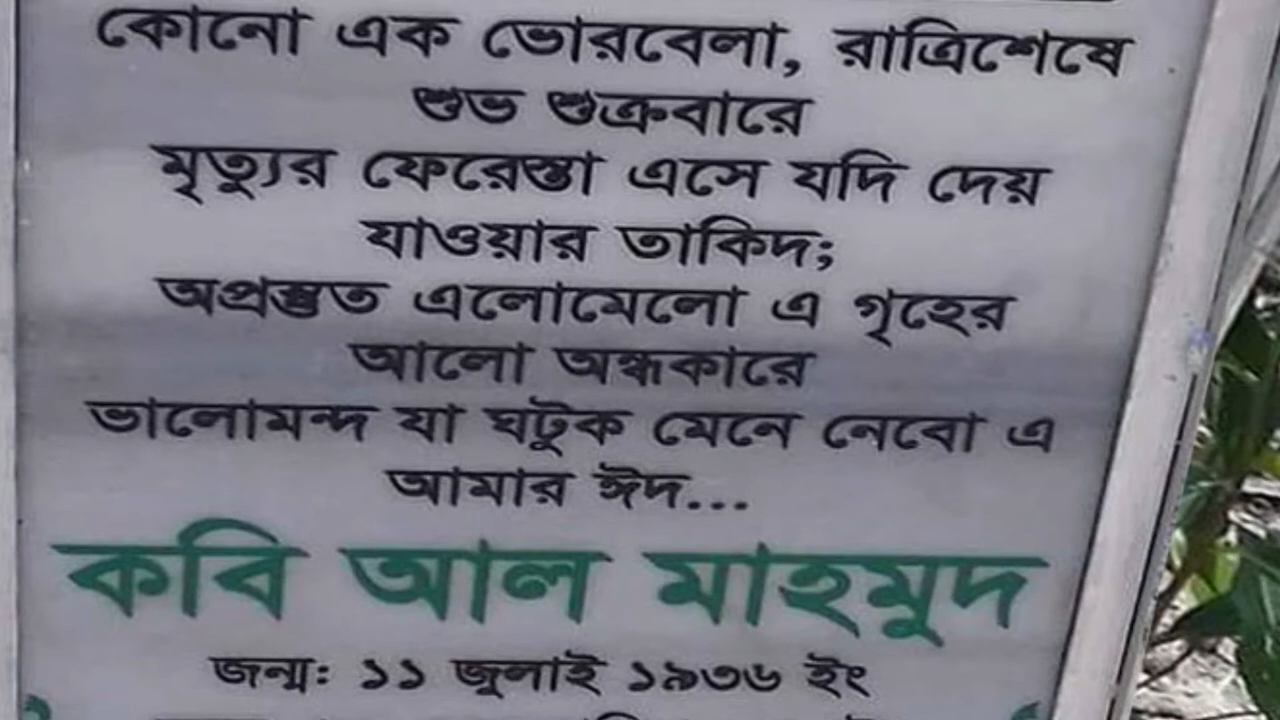 কোনো এক ভোরবেলা, রাত্রিশেষে
শুভ শুক্রবারে
মৃত্যুর ফেরেস্তা এসে যদি দেয়
যাওয়ার তাকিদ;
অপ্রস্তুত এলোমেলো এ গৃহের
আলো অন্ধকারে
ভালোমন্দ যা ঘটুক মেনে নেবো এ
আমার ঈদ...
কবি আল মাহমুদ
জন্ম: ১১ জুলাই ১৯৩৬ ইং